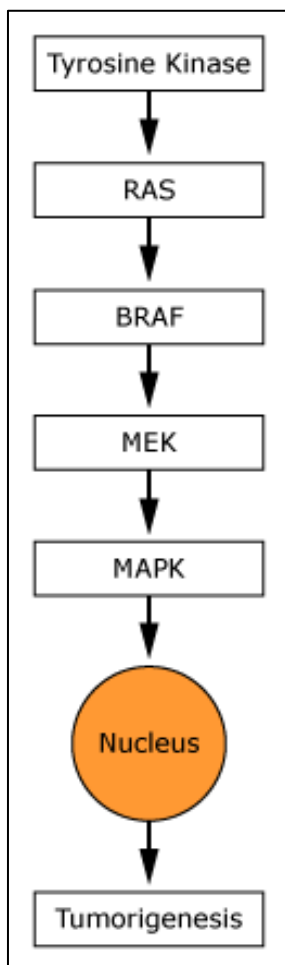 Tyrosine Kinase
RAS
BRAF
MEK
MAPK
Nucleus
Tumorigenesis